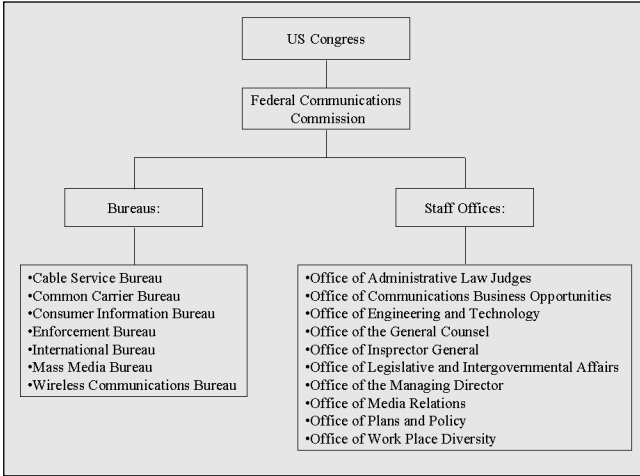 US Congress
Federal Communications
Commission
Bureaus:
Staff Offices:
•Cable Service Bureau
•Common Carrier Bureau
•Consumer Information Bureau
•Enforcement Bureau
•International Bureau
•Mass Media Bureau
•Wireless Communications Bureau
•Office of Administrative Law Judges
•Office of Communications Business Opportunities
•Office of Engineering and Technology
•Office of the General Counsel
•Office of Insprector General
•Office of Legislative and Intergovernmental Affairs
•Office of the Managing Director
•Office of Media Relations
•Office of Plans and Policy
•Office of Work Place Diversity